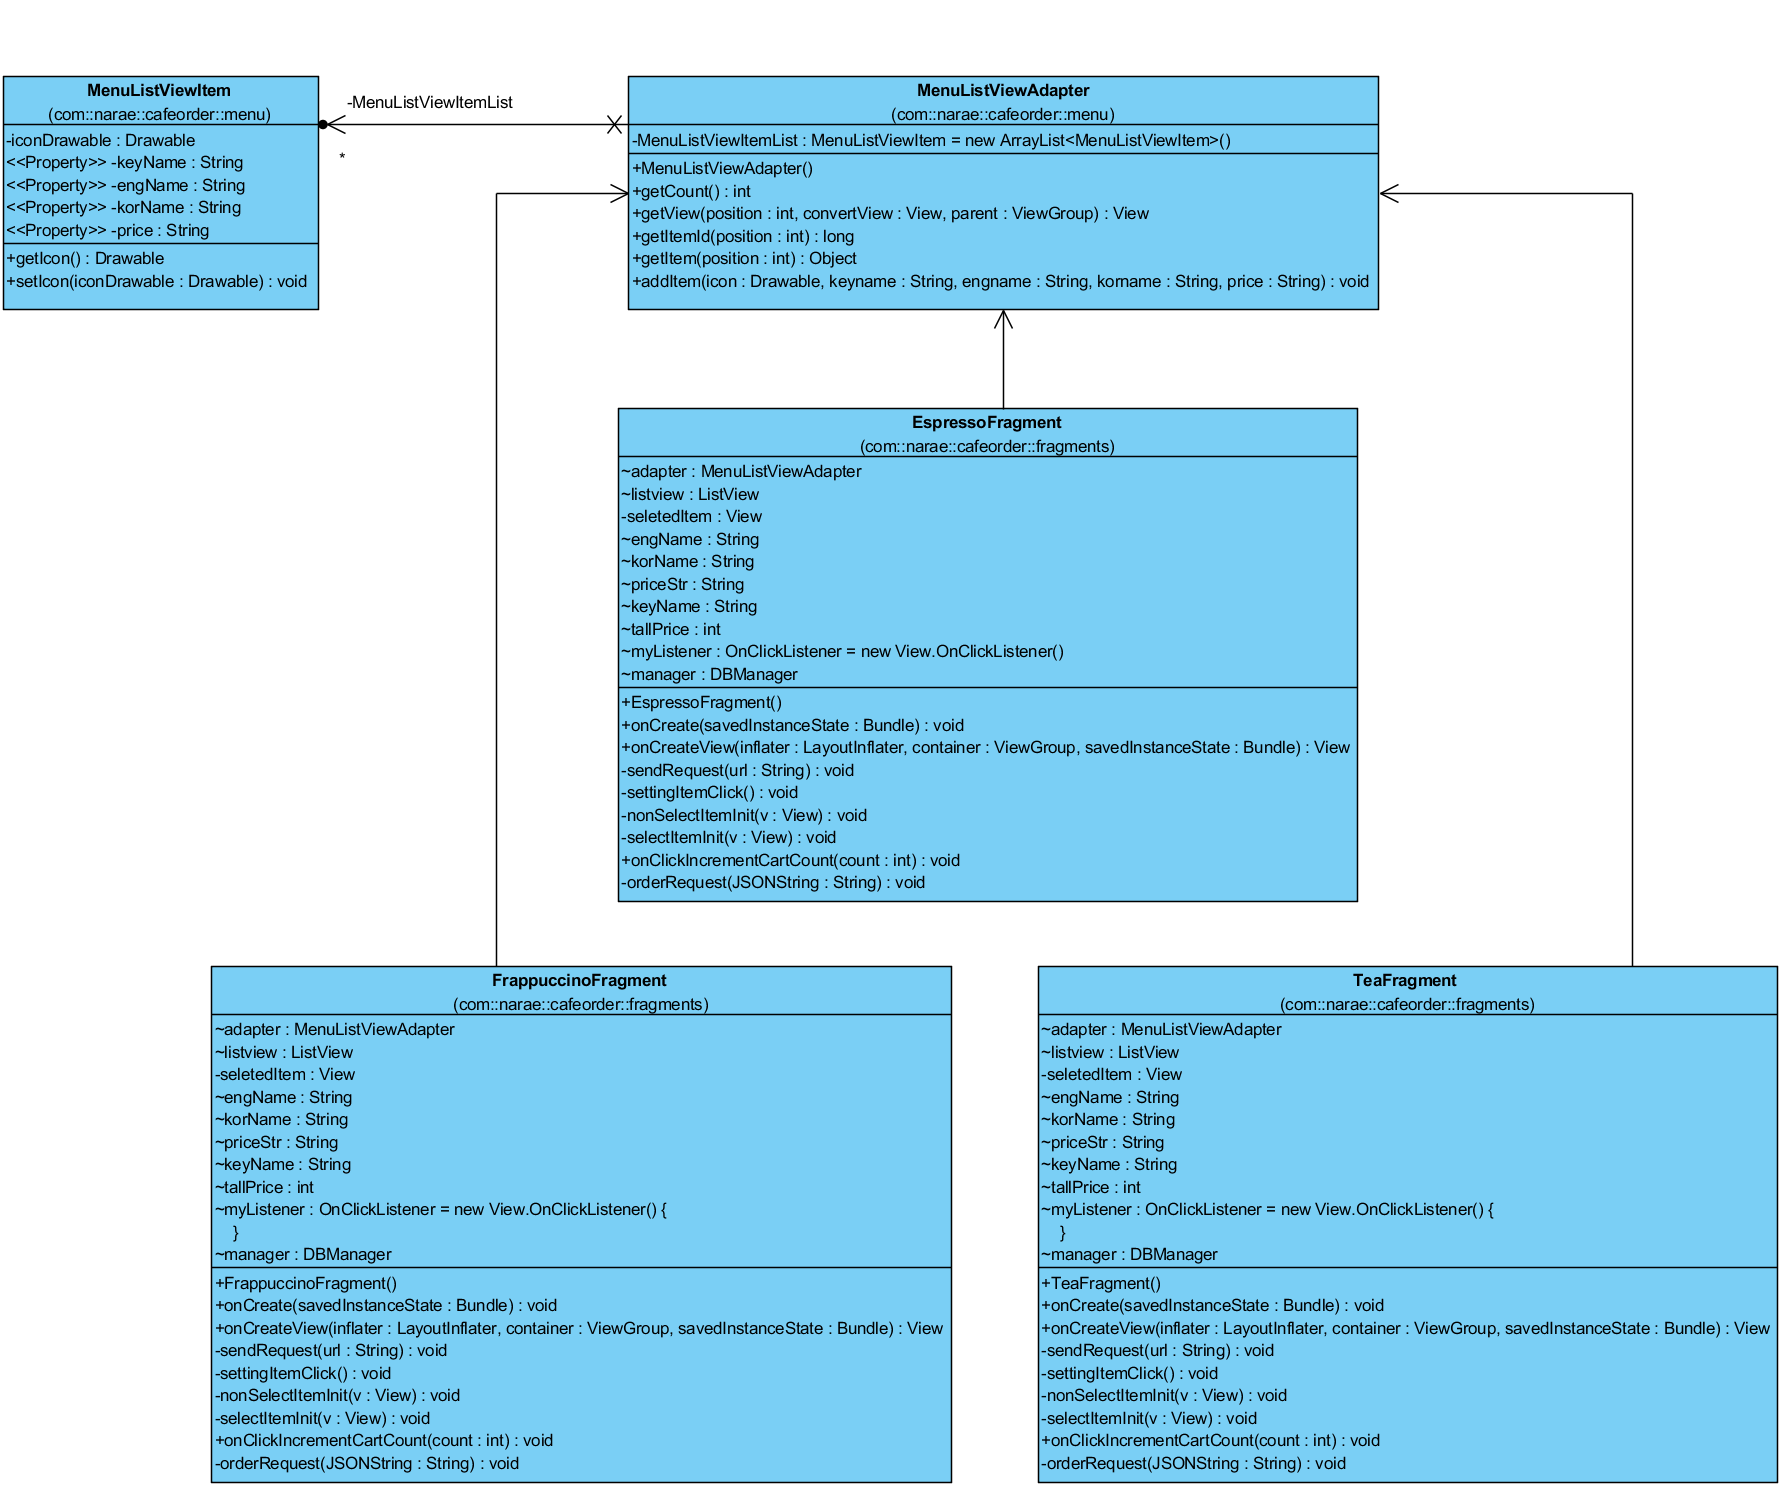 MenuListViewItem
(com::narae::cafeorder::menu)
-iconDrawable : Drawable
<<Property>> -keyName : String
<<Property>> -engName : String
<<Property>> -korName : String
<<Property>> -price : String
+getIcon() : Drawable
+setIcon(iconDrawable : Drawable) : void
-MenuListViewItemList
*
MenuListViewAdapter
(com::narae::cafeorder::menu)
-MenuListViewItemList : MenuListViewItem = new ArrayList<MenuListViewItem>()
+MenuListViewAdapter()
+getCount() : int
+getView(position : int, convertView : View, parent : ViewGroup) : View
+getItemId(position : int) : long
+getItem(position : int) : Object
+addItem(icon : Drawable, keyname : String, engname : String, korname : String, price : String) : void
EspressoFragment
(com::narae::cafeorder::fragments)
~adapter : MenuListViewAdapter
~listview : ListView
-seletedItem : View
~engName : String
~korName : String
~priceStr : String
~keyName : String
~tallPrice : int
~myListener : OnClickListener = new View.OnClickListener()
~manager : DBManager
+EspressoFragment()
+onCreate(savedInstanceState : Bundle) : void
+onCreateView(inflater : LayoutInflater, container : ViewGroup, savedInstanceState : Bundle) : View
-sendRequest(url : String) : void
-settingItemClick() : void
-nonSelectItemInit(v : View) : void
-selectItemInit(v : View) : void
+onClickIncrementCartCount(count : int) : void
-orderRequest(JSONString : String) : void
FrappuccinoFragment
(com::narae::cafeorder::fragments)
~adapter : MenuListViewAdapter
~listview : ListView
-seletedItem : View
~engName : String
~korName : String
~priceStr : String
~keyName : String
~tallPrice : int
~myListener : OnClickListener = new View.OnClickListener() {
}
~manager : DBManager
+FrappuccinoFragment()
+onCreate(savedInstanceState : Bundle) : void
+onCreateView(inflater : LayoutInflater, container : ViewGroup, savedInstanceState : Bundle) : View
-sendRequest(url : String) : void
-settingItemClick() : void
-nonSelectItemInit(v : View) : void
-selectItemInit(v : View) : void
+onClickIncrementCartCount(count : int) : void
-orderRequest(JSONString : String) : void
TeaFragment
(com::narae::cafeorder::fragments)
~adapter : MenuListViewAdapter
~listview : ListView
-seletedItem : View
~engName : String
~korName : String
~priceStr : String
~keyName : String
~tallPrice : int
~myListener : OnClickListener = new View.OnClickListener() {
}
~manager : DBManager
+TeaFragment()
+onCreate(savedInstanceState : Bundle) : void
+onCreateView(inflater : LayoutInflater, container : ViewGroup, savedInstanceState : Bundle) : View
-sendRequest(url : String) : void
-settingItemClick() : void
-nonSelectItemInit(v : View) : void
-selectItemInit(v : View) : void
+onClickIncrementCartCount(count : int) : void
-orderRequest(JSONString : String) : void